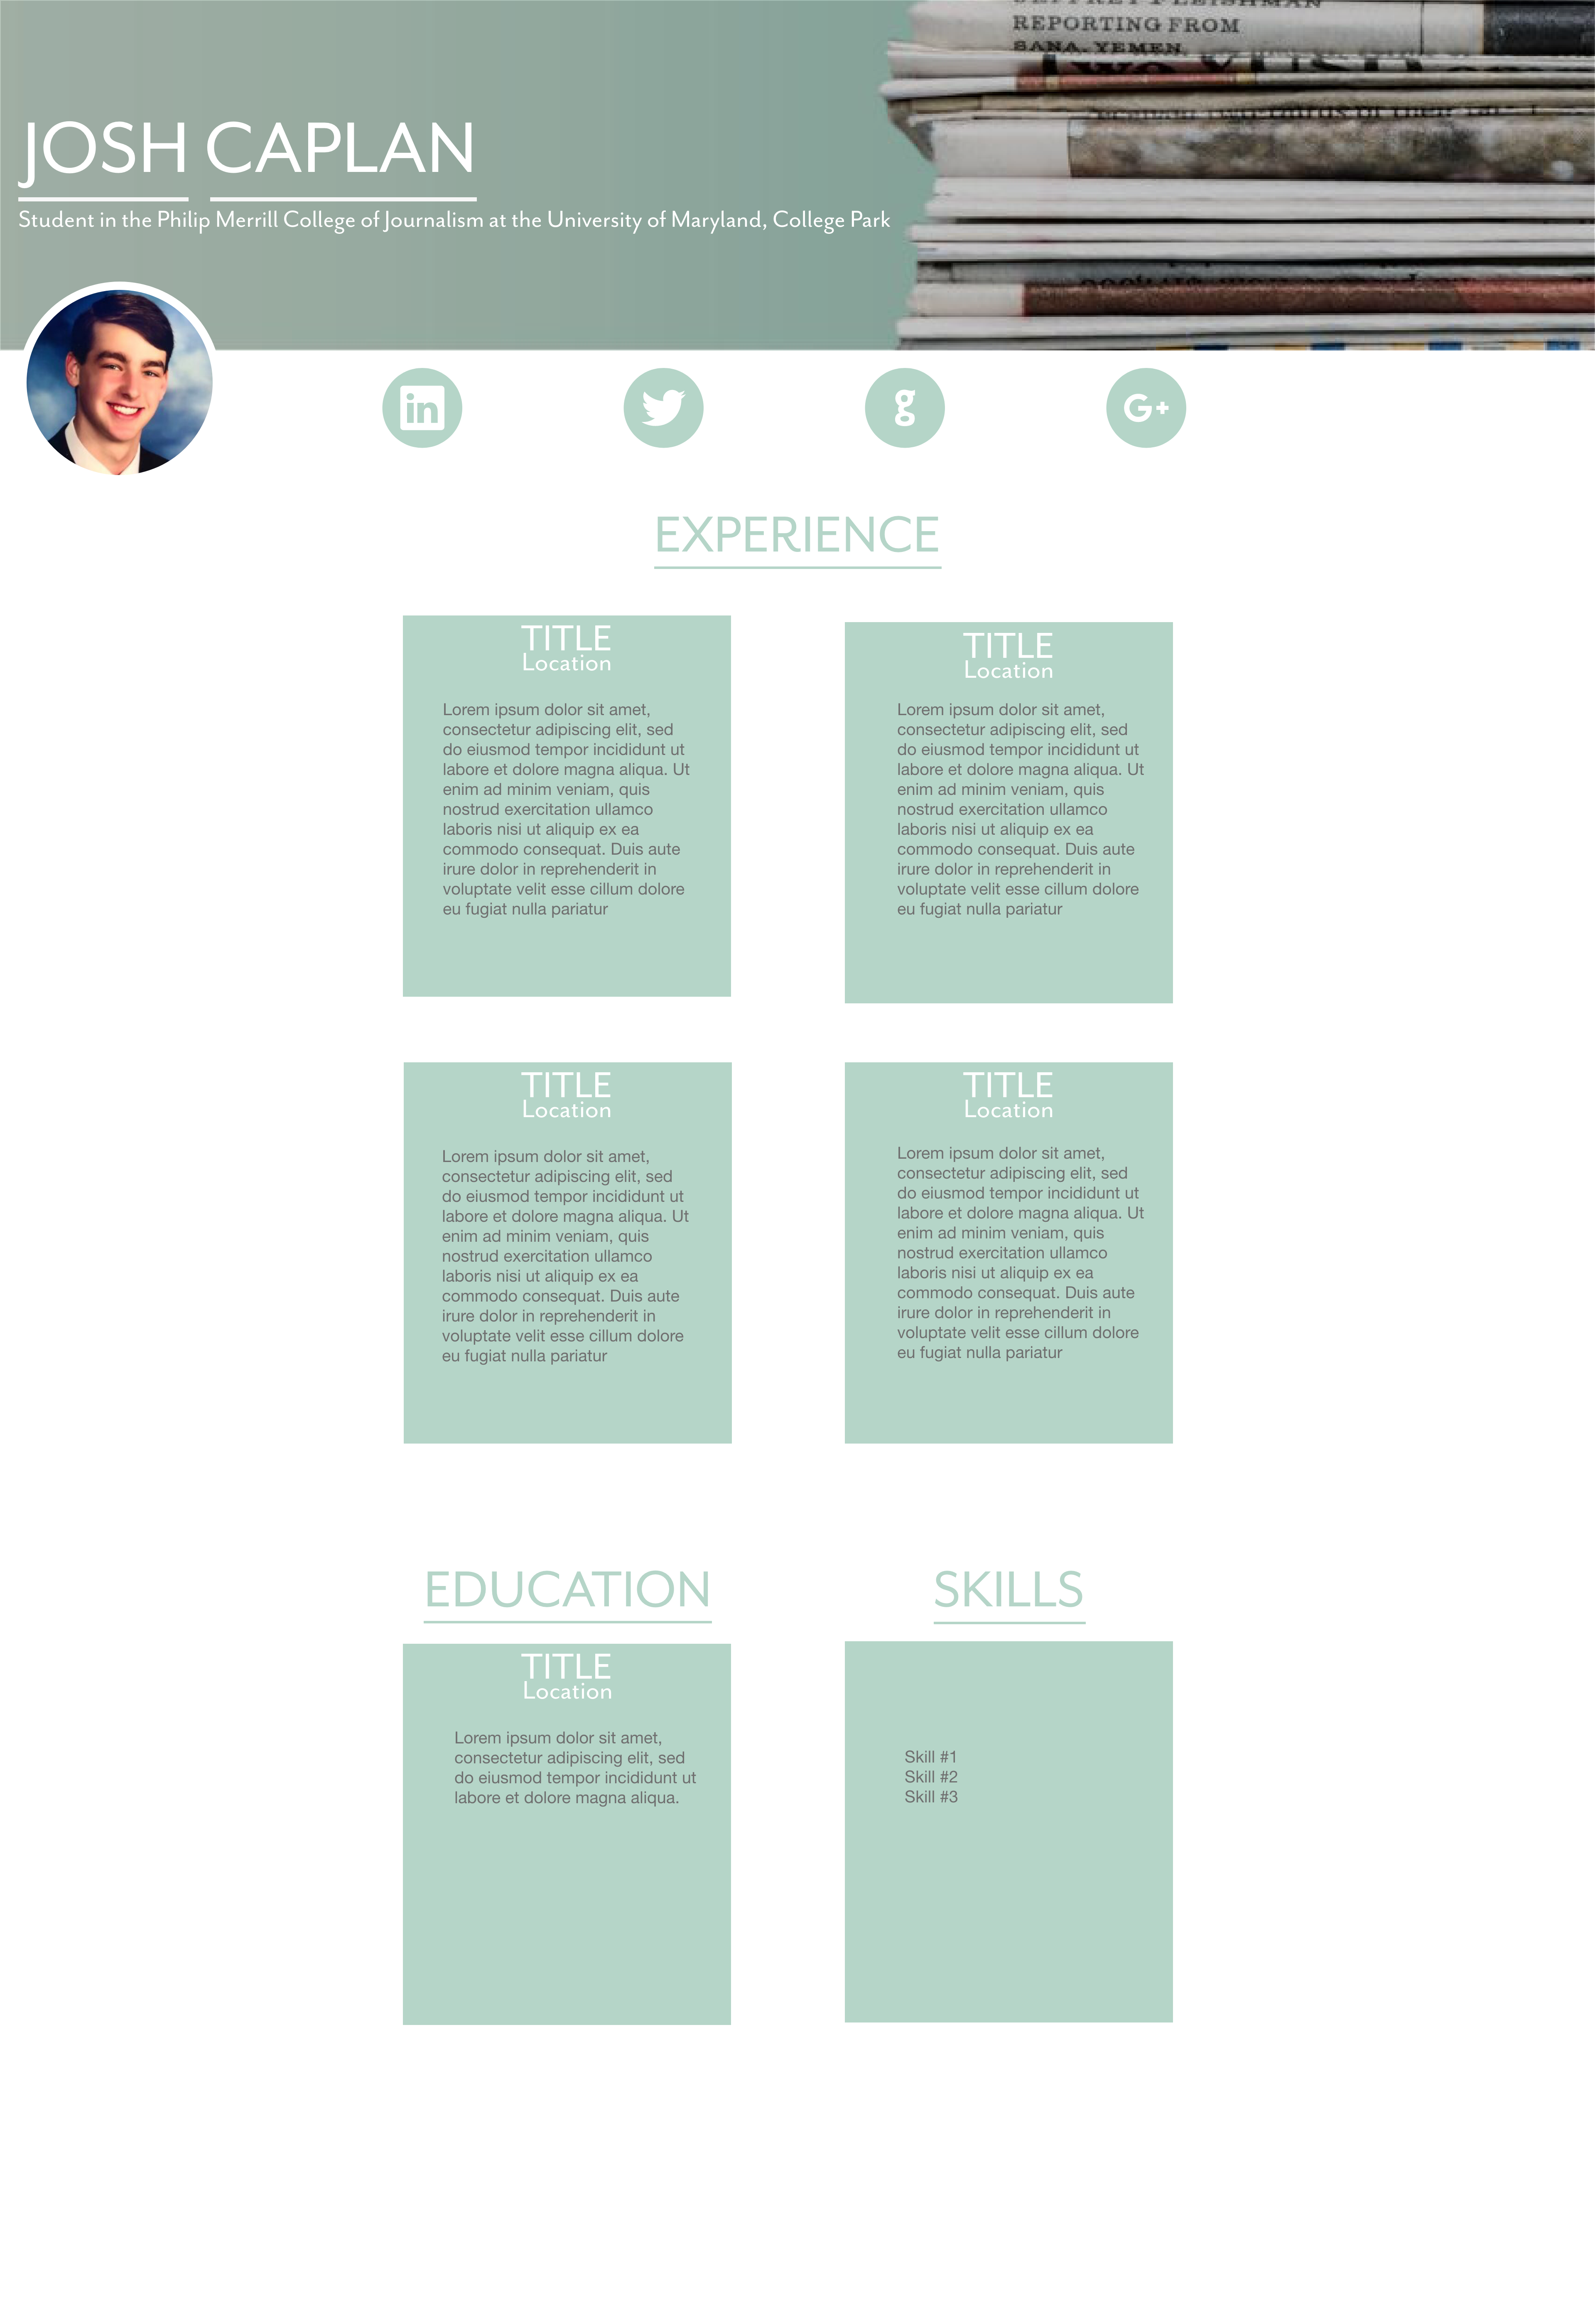 JEFFREY FLEISHMAN
REPORTING FROM
SANA, YEMEN
JOSH CAPLAN
Student in the Philip Merrill College of Journalism at the University of Maryland, College Park
in
g
G+
EXPERIENCE
TITLE
Location
Lorem ipsum dolor sit amet,
consectetur adipiscing elit, sed
do eiusmod tempor incididunt ut
labore et dolore magna aliqua. Ut
enim ad minim veniam, quis
nostrud exercitation ullamco
laboris nisi ut aliquip ex ea
commodo consequat. Duis aute
irure dolor in reprehenderit in
voluptate velit esse cillum dolore
eu fugiat nulla pariatur
TITLE
Location
Lorem ipsum dolor sit amet,
consectetur adipiscing elit, sed
do eiusmod tempor incididunt ut
labore et dolore magna aliqua. Ut
enim ad minim veniam, quis
nostrud exercitation ullamco
laboris nisi ut aliquip ex ea
commodo consequat. Duis aute
irure dolor in reprehenderit in
voluptate velit esse cillum dolore
eu fugiat nulla pariatur
TITLE
Location
Lorem ipsum dolor sit amet,
consectetur adipiscing elit, sed
do eiusmod tempor incididunt ut
labore et dolore magna aliqua. Ut
enim ad minim veniam, quis
nostrud exercitation ullamco
laboris nisi ut aliquip ex ea
commodo consequat. Duis aute
irure dolor in reprehenderit in
voluptate velit esse cillum dolore
eu fugiat nulla pariatur
TITLE
Location
Lorem ipsum dolor sit amet,
consectetur adipiscing elit, sed
do eiusmod tempor incididunt ut
labore et dolore magna aliqua. Ut
enim ad minim veniam, quis
nostrud exercitation ullamco
laboris nisi ut aliquip ex ea
commodo consequat. Duis aute
irure dolor in reprehenderit in
voluptate velit esse cillum dolore
eu fugiat nulla pariatur
EDUCATION
TITLE
Location
Lorem ipsum dolor sit amet,
consectetur adipiscing elit, sed
do eiusmod tempor incididunt ut
labore et dolore magna aliqua.
SKILLS
Skill #1
Skill #2
Skill #3